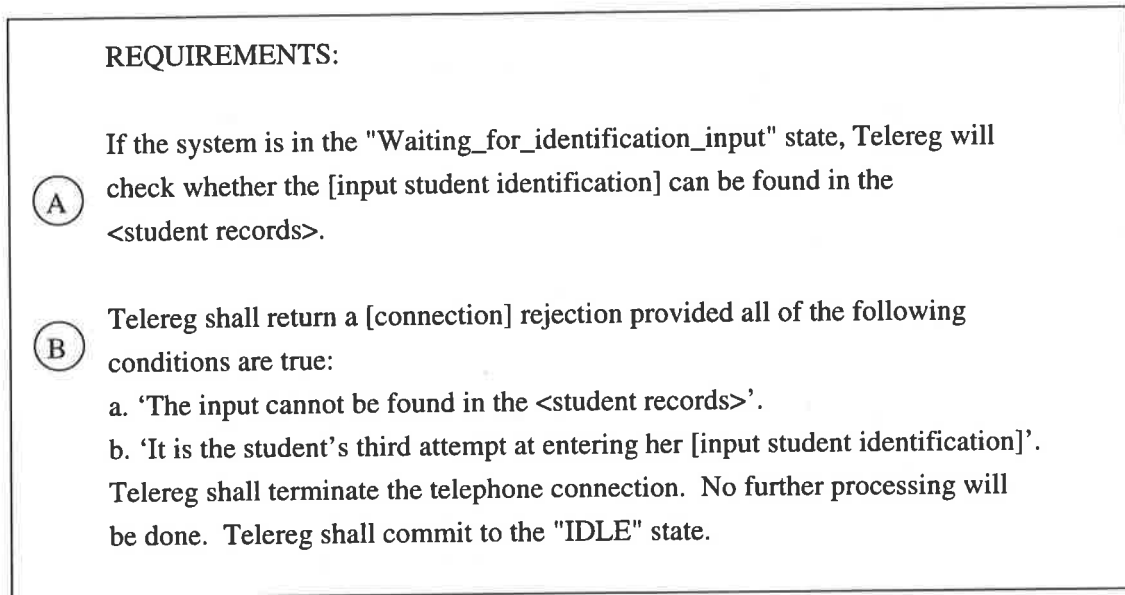 REQUIREMENTS:
If the system is in the "Waiting_for_identification_input" state, Telereg will
A check whether the [input student identification] can be found in the
<student records>.
Telereg shall return a [connection] rejection provided all of the following
B conditions are true:
a. ‘The input cannot be found in the <student records>’.
b. ‘It is the student’s third attempt at entering her [input student identification]’.
Telereg shall terminate the telephone connection.  No further processing will
be done.  Telereg shall commit to the "IDLE" state.